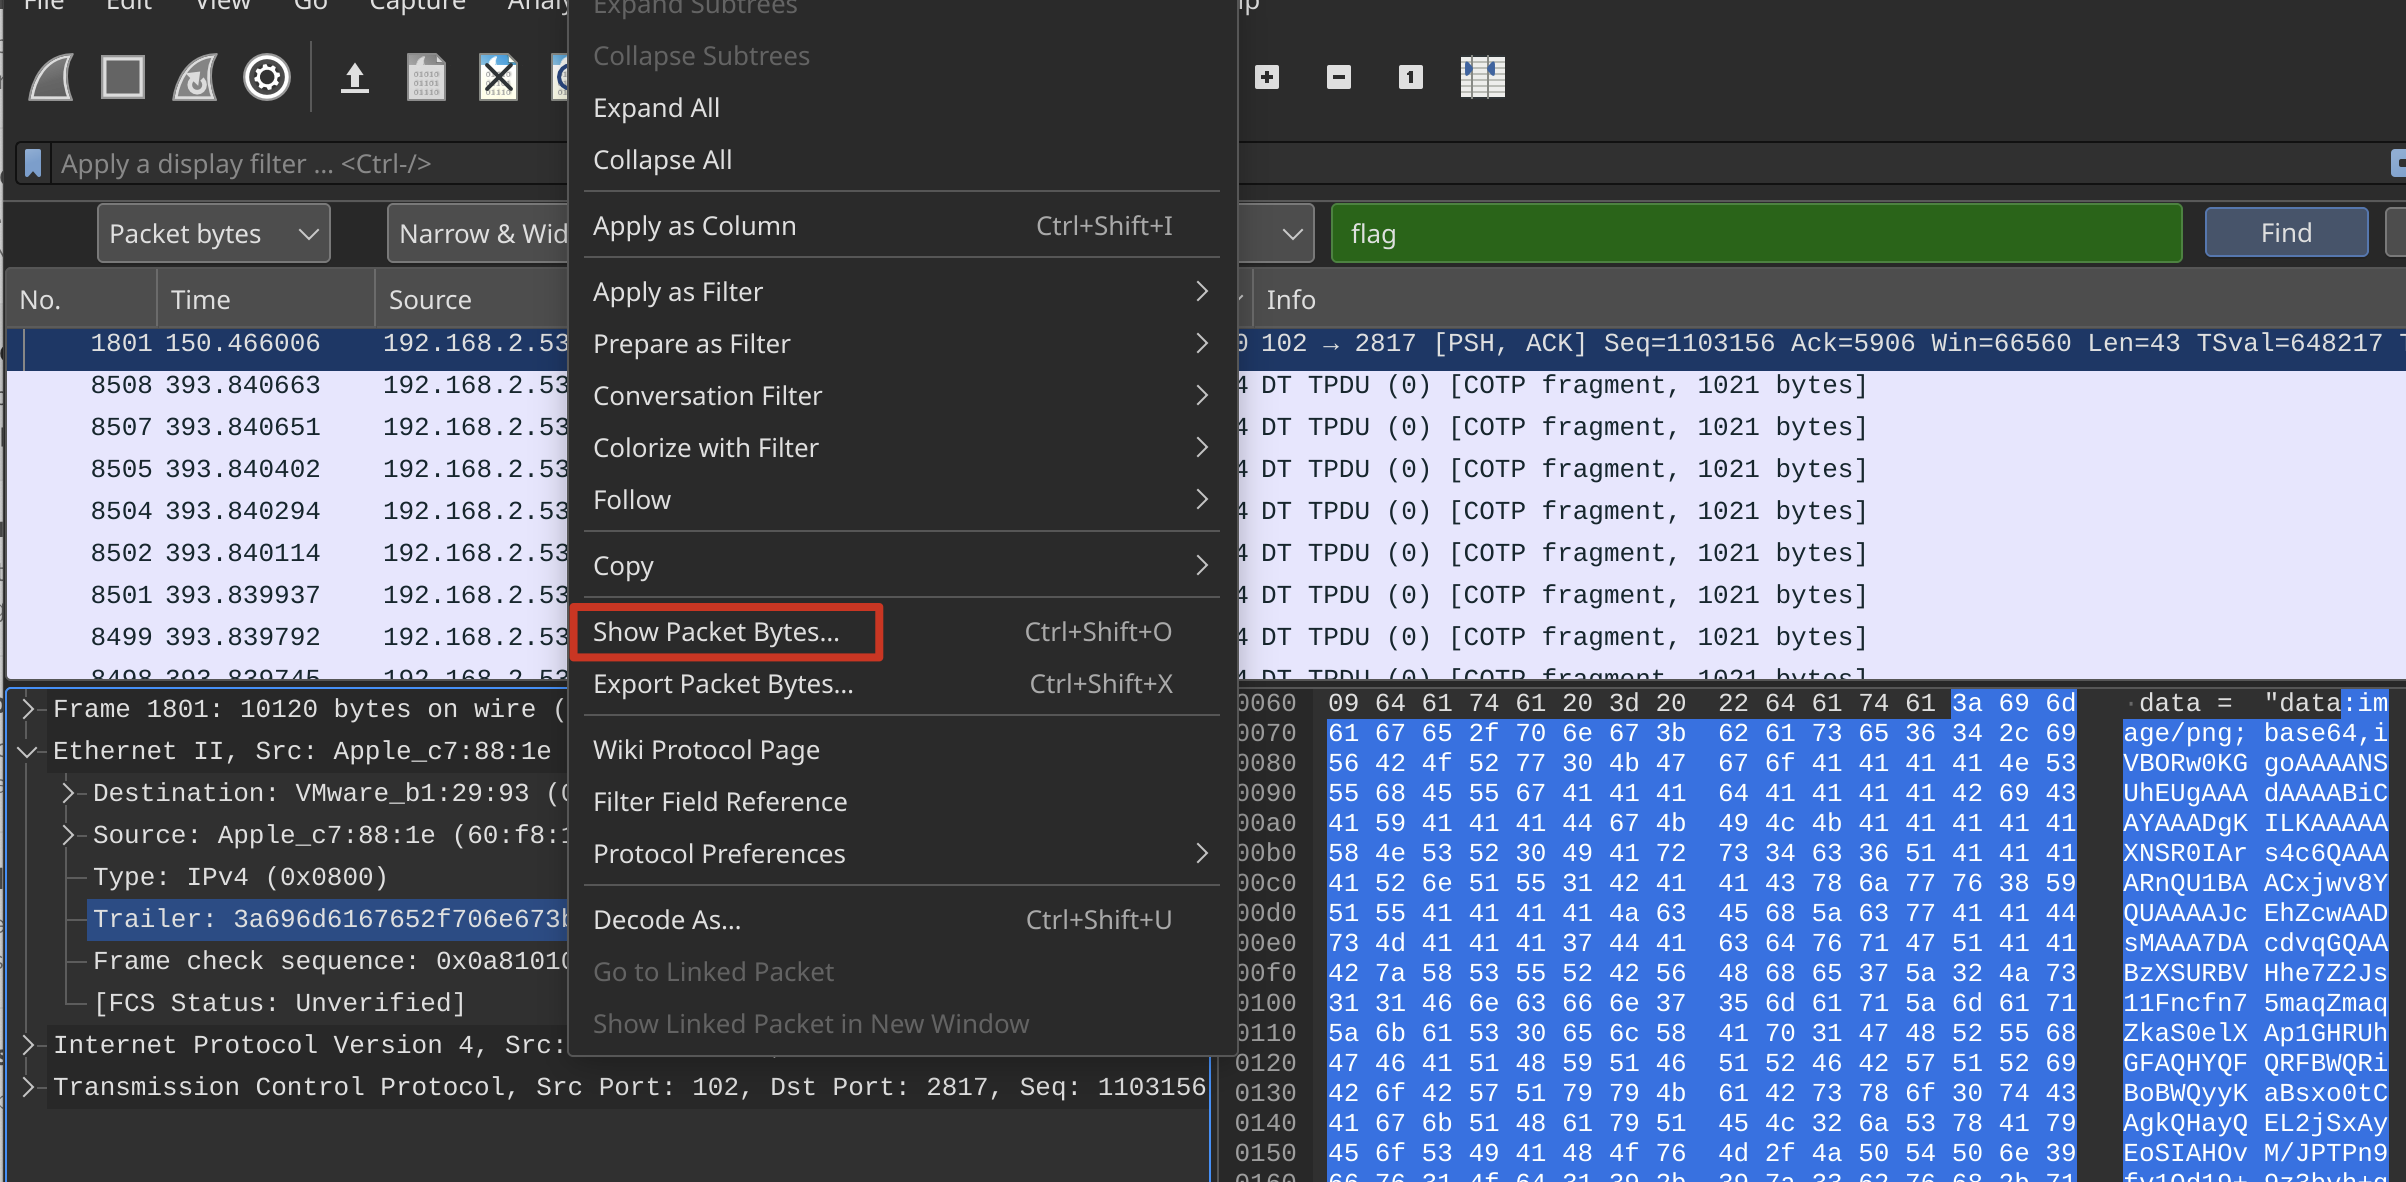 File Edit View Go Capture
Expand Subtrees
Collapse Subtrees
Expand All
Collapse All
Apply a display filter ... <Ctrl-/>
Apply as Column Ctrl+Shift+I
Packet bytes
Narrow & Wid
flag
Find
Apply as Filter
Prepare as Filter
Conversation Filter
Colorize with Filter
Follow
Copy
Show Packet Bytes... Ctrl+Shift+O
Export Packet Bytes... Ctrl+Shift+X
Wiki Protocol Page
Filter Field Reference
Protocol Preferences
Decode As... Ctrl+Shift+U
Go to Linked Packet
Show Linked Packet in New Window
No. Time Source Info
1801 150.466006 192.168.2.53 102 → 2817 [PSH, ACK] Seq=1103156 Ack=5906 Win=66560 Len=43 TSval=648217
8508 393.840663 192.168.2.53 4 DT TPDU (0) [COTP fragment, 1021 bytes]
8507 393.840651 192.168.2.53 4 DT TPDU (0) [COTP fragment, 1021 bytes]
8505 393.840402 192.168.2.53 4 DT TPDU (0) [COTP fragment, 1021 bytes]
8504 393.840294 192.168.2.53 4 DT TPDU (0) [COTP fragment, 1021 bytes]
8502 393.840114 192.168.2.53 4 DT TPDU (0) [COTP fragment, 1021 bytes]
8501 393.839937 192.168.2.53 4 DT TPDU (0) [COTP fragment, 1021 bytes]
8499 393.839792 192.168.2.53 4 DT TPDU (0) [COTP fragment, 1021 bytes]
8498 393.839745 192.168.2.53 4 DT TPDU (0) [COTP fragment, 1021 bytes]
Frame 1801: 10120 bytes on wire (
Ethernet II, Src: Apple_c7:88:1e
Destination: VMware_b1:29:93 (
Source: Apple_c7:88:1e (60:f8:1
Type: IPv4 (0x0800)
Trailer: 3a696d6167652f706e673b
Frame check sequence: 0x0a81010
[FCS Status: Unverified]
Internet Protocol Version 4, Src:
Transmission Control Protocol, Src Port: 102, Dst Port: 2817, Seq: 1103156
0060 09 64 61 74 61 20 3d 20 22 64 61 74 61 3a 69 6d ·data = "data:im
0070 61 67 65 2f 70 6e 67 3b 62 61 73 65 36 34 2c 69 age/png; base64,i
0080 56 42 4f 52 77 30 4b 47 67 6f 41 41 41 41 4e 53 VBORw0KG goAAAANS
0090 55 68 45 55 67 41 41 41 64 41 41 41 41 42 69 43 UhEUgAAA dAAAABiC
00a0 41 59 41 41 41 44 67 4b 49 4c 4b 41 41 41 41 41 AYAAADgK ILKAAAAA
00b0 58 4e 53 52 30 49 41 72 73 34 63 36 51 41 41 41 XNSR0IAr s4c6QAAA
00c0 41 52 6e 51 55 31 42 41 41 43 78 6a 77 76 38 59 ARnQU1BA ACxjwv8Y
00d0 51 55 41 41 41 41 4a 63 45 68 5a 63 77 41 41 44 QUAAAAJc EhZcwAAD
00e0 73 4d 41 41 41 37 44 41 63 64 76 71 47 51 41 41 sMAAA7DA cdvqGQAA
00f0 42 7a 58 53 55 52 42 56 48 68 65 37 5a 32 4a 73 BzXSURBV Hhe7Z2Js
0100 31 31 46 6e 63 66 6e 37 35 6d 61 71 5a 6d 61 71 11Fncfn7 5maqZmaq
0110 5a 6b 61 53 30 65 6c 58 41 70 31 47 48 52 55 68 ZkaS0elX Ap1GHRUh
0120 47 46 41 51 48 59 51 46 51 52 46 42 57 51 52 69 GFAQHYQF QRFBWQRi
0130 42 6f 42 57 51 79 79 4b 61 42 73 78 6f 30 74 43 BoBWQyyK aBsxo0tC
0140 41 67 6b 51 48 61 79 51 45 4c 32 6a 53 78 41 79 AgkQHayQ EL2jSxAy
0150 45 6f 53 49 41 48 4f 76 4d 2f 4a 50 54 50 6e 39 EoSIAHOv M/JPTPn9